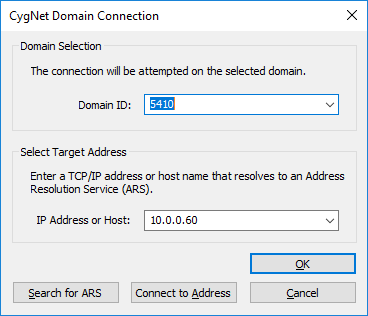 CygNet Domain Connection
Domain Selection
The connection will be attempted on the selected domain.
Domain ID: 5410
Select Target Address
Enter a TCP/IP address or host name that resolves to an Address
Resolution Service (ARS).
IP Address or Host: 10.0.0.60
OK
Search for ARS Connect to Address Cancel